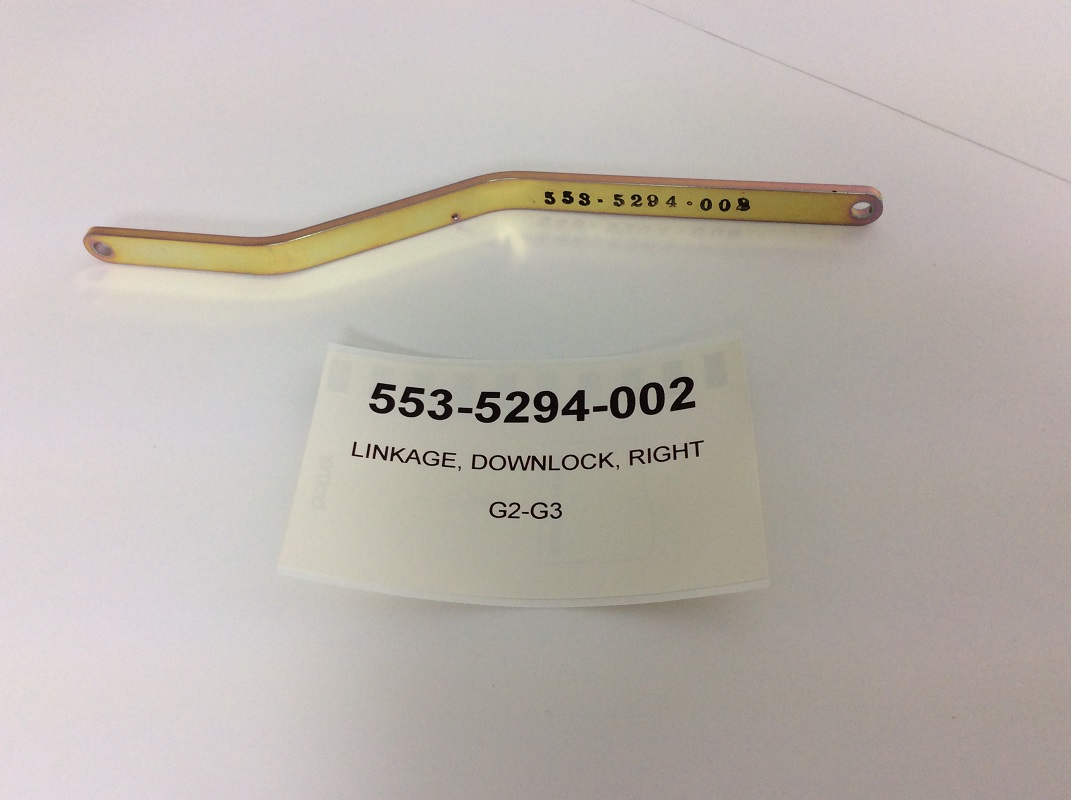 553-5294-002
553-5294-002
LINKAGE, DOWNLOCK, RIGHT
G2-G3